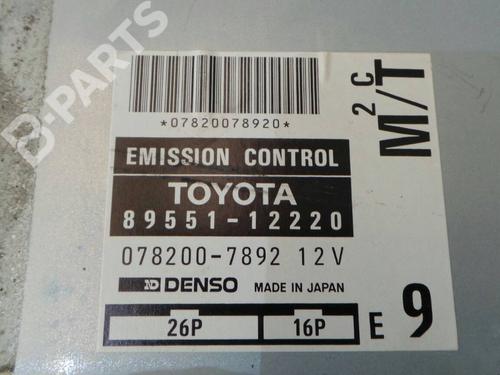 B-PARTS
*07820078920*
EMISSION CONTROL
TOYOTA
89551-12220
078200-7892 12V
DENSO MADE IN JAPAN
26P 16P E 9
2C
M/T